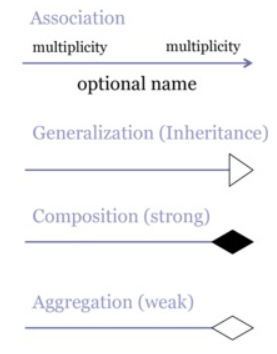 Association
multiplicity multiplicity
optional name
Generalization (Inheritance)
Composition (strong)
Aggregation (weak)